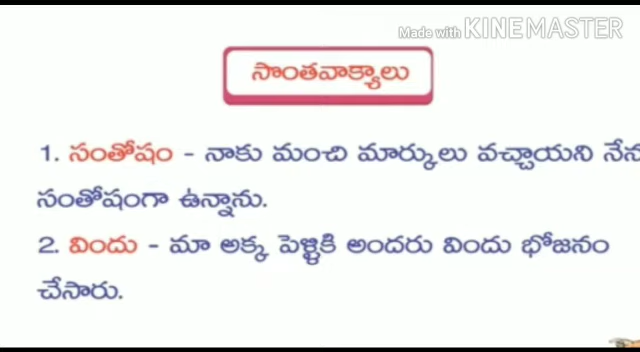 Made with KINEMASTER
సొంతవాక్యాలు
1. సంతోషం - నాకు మంచి మార్కులు వచ్చాయని
సంతోషంగా ఉన్నాను.
2. విందు - మా అక్క పెళ్ళికి అందరు విందు భోజనం
చేసారు.